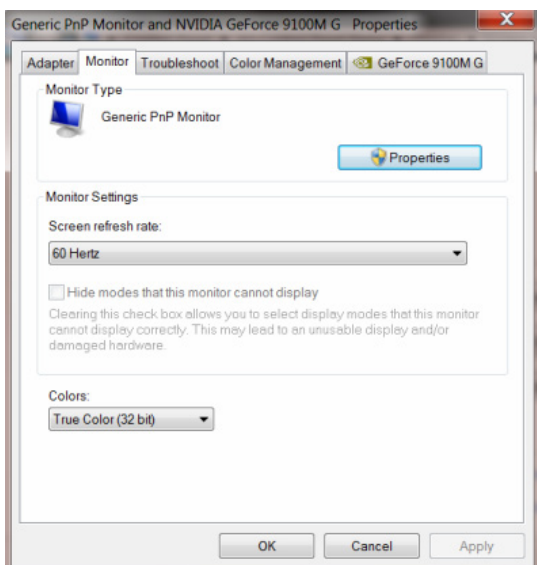 Generic PnP Monitor and NVIDIA GeForce 9100M G   Properties
Adapter Monitor Troubleshoot Color Management GeForce 9100M G
Monitor Type
Generic PnP Monitor
Properties
Monitor Settings
Screen refresh rate:
60 Hertz
Hide modes that this monitor cannot display
Clearing this check box allows you to select display modes that this monitor
cannot display correctly. This may lead to an unusable display and/or
damaged hardware.
Colors:
True Color (32 bit)
OK Cancel Apply